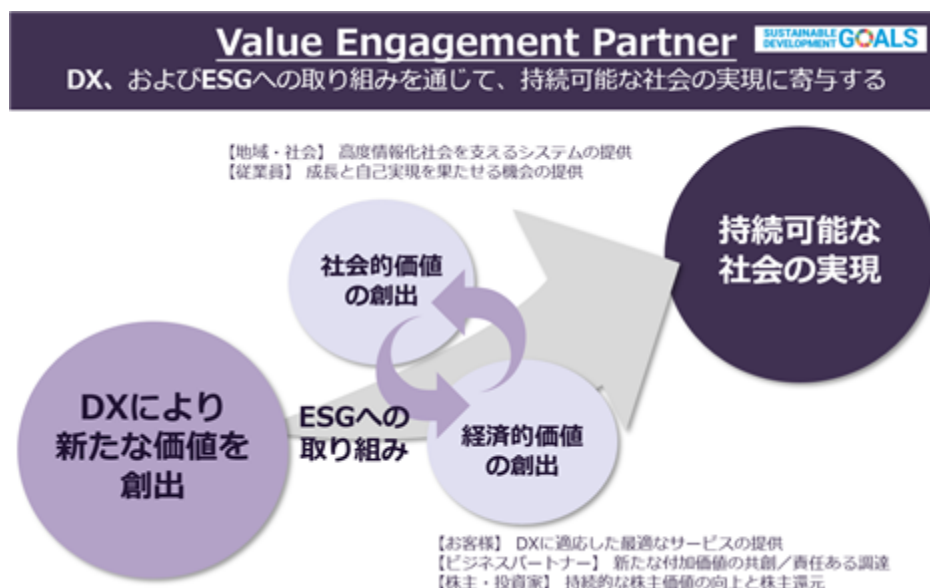 Value Engagement Partner
SUSTAINABLE
DEVELOPMENT GOALS
DX、およびESGへの取り組みを通じて、持続可能な社会の実現に寄与する
【地域・社会】 高度情報化社会を支えるシステムの提供
【従業員】 成長と自己実現を果たせる機会の提供
持続可能な
社会の実現
社会的価値
の創出
DXにより
新たな価値を
創出
ESGへの
取り組み
経済的価値
の創出
【お客様】 DXに適応した最適なサービスの提供
【ビジネスパートナー】 新たな付加価値の共創／責任ある調達
【株主・投資家】 持続的な株主価値の向上と株主還元